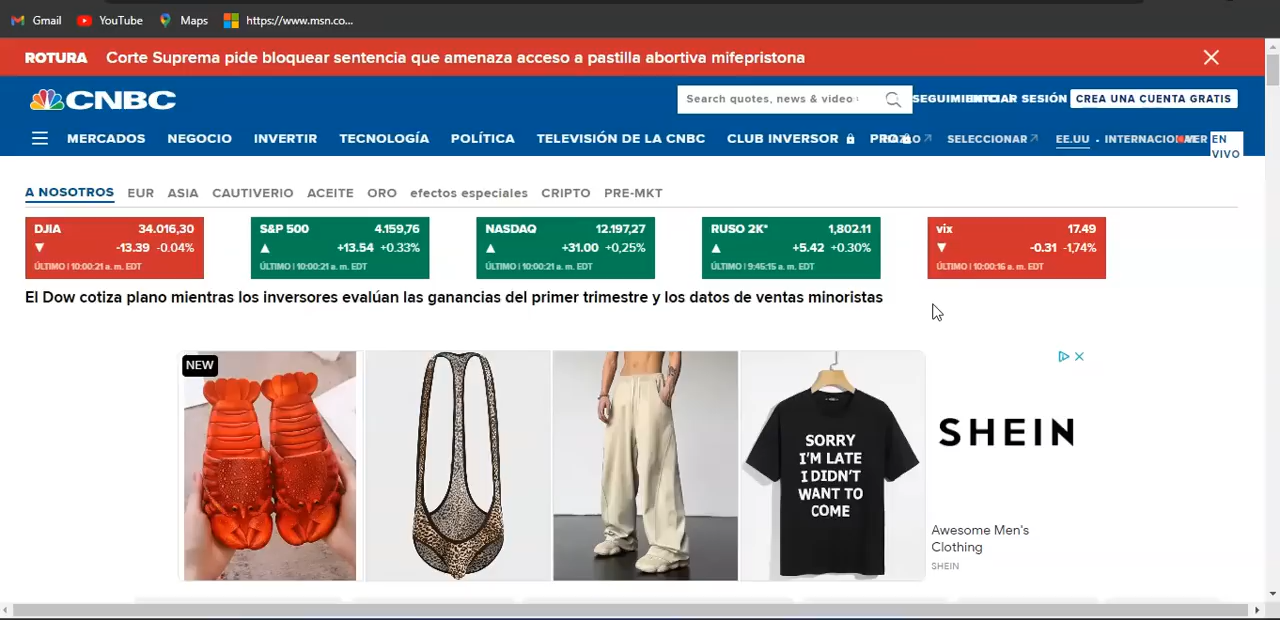 Gmail YouTube Maps https://www.msn.co...
ROTURA Corte Suprema pide bloquear sentencia que amenaza acceso a pastilla abortiva mifepristona
CNBC
Search quotes, news & videos
SEGUIMIENTO INICIAR SESIÓN
CREA UNA CUENTA GRATIS
MERCADOS NEGOCIO INVERTIR TECNOLOGÍA POLÍTICA TELEVISIÓN DE LA CNBC CLUB INVERSOR PRO
SELECCIONAR EE.UU • INTERNACIONAL VER
EN
VIVO
A NOSOTROS EUR ASIA CAUTIVERIO ACEITE ORO efectos especiales CRIPTO PRE-MKT
DJIA 34.016,30
-13.39 -0.04%
ÚLTIMO | 10:00:21 a. m. EDT
S&P 500 4.159,76
+13.54 +0.33%
ÚLTIMO | 10:00:21 a. m. EDT
NASDAQ 12.197,27
+31.00 +0,25%
ÚLTIMO | 10:00:21 a. m. EDT
RUSO 2K* 1,802.11
+5.42 +0.30%
ÚLTIMO | 9:45:15 a. m. EDT
vix 17.49
-0.31 -1,74%
ÚLTIMO | 10:00:16 a. m. EDT
El Dow cotiza plano mientras los inversores evalúan las ganancias del primer trimestre y los datos de ventas minoristas
NEW
SORRY
I'M LATE
I DIDN'T
WANT TO
COME
SHEIN
Awesome Men's
Clothing
SHEIN